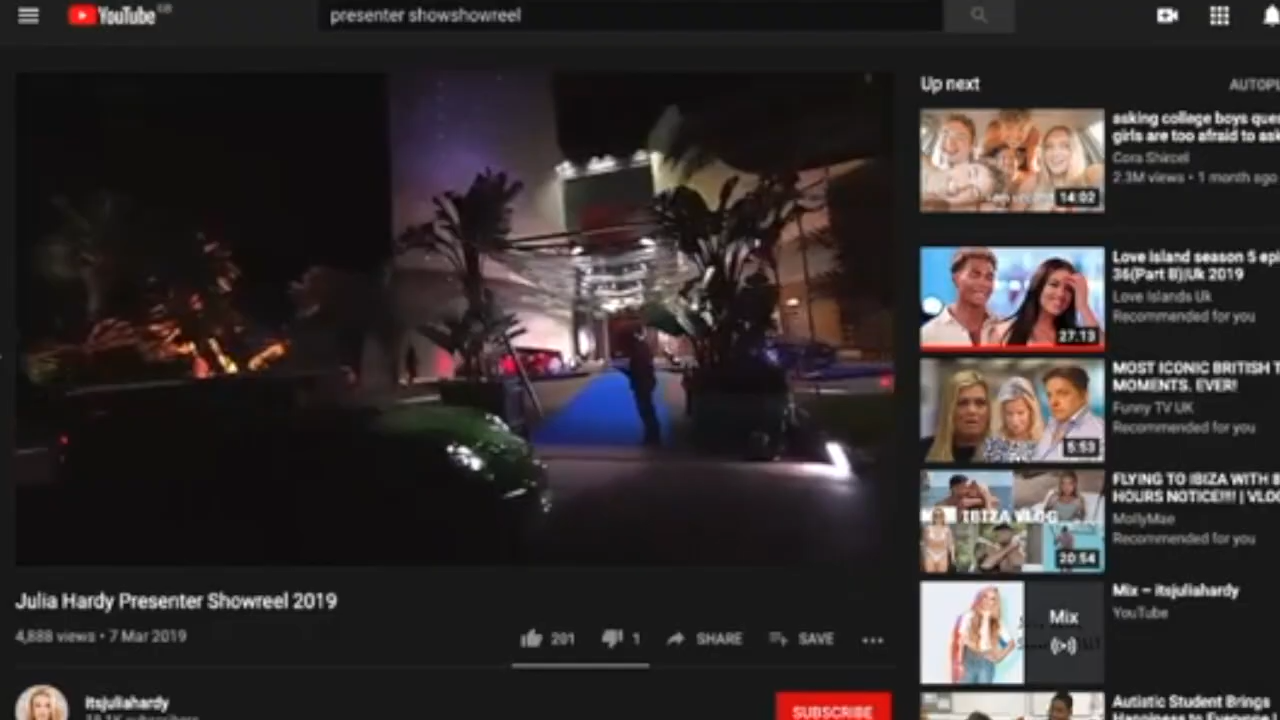 YouTube
presenter showshowreel
Up next
AUTOPL
asking college boys que
girls are too afraid to as
Cora Shircel
2.3M views • 1 month ago
14:02
Love Island season 5 epi
36(Part B)|Uk 2019
Love Islands Uk
Recommended for you
27:13
MOST ICONIC BRITISH T
MOMENTS. EVER!
Funny TV UK
Recommended for you
5:53
FLYING TO IBIZA WITH 8
HOURS NOTICE!!!! | VLO
IBIZA VLOG
MollyMae
Recommended for you
20:54
Mix – itsjuliahardy
YouTube
Mix
Julia Hardy Presenter Showreel 2019
4,888 views • 7 Mar 2019
201
1
SHARE
SAVE
itsjuliahardy
SUBSCRIBE
Autistic Student Brings